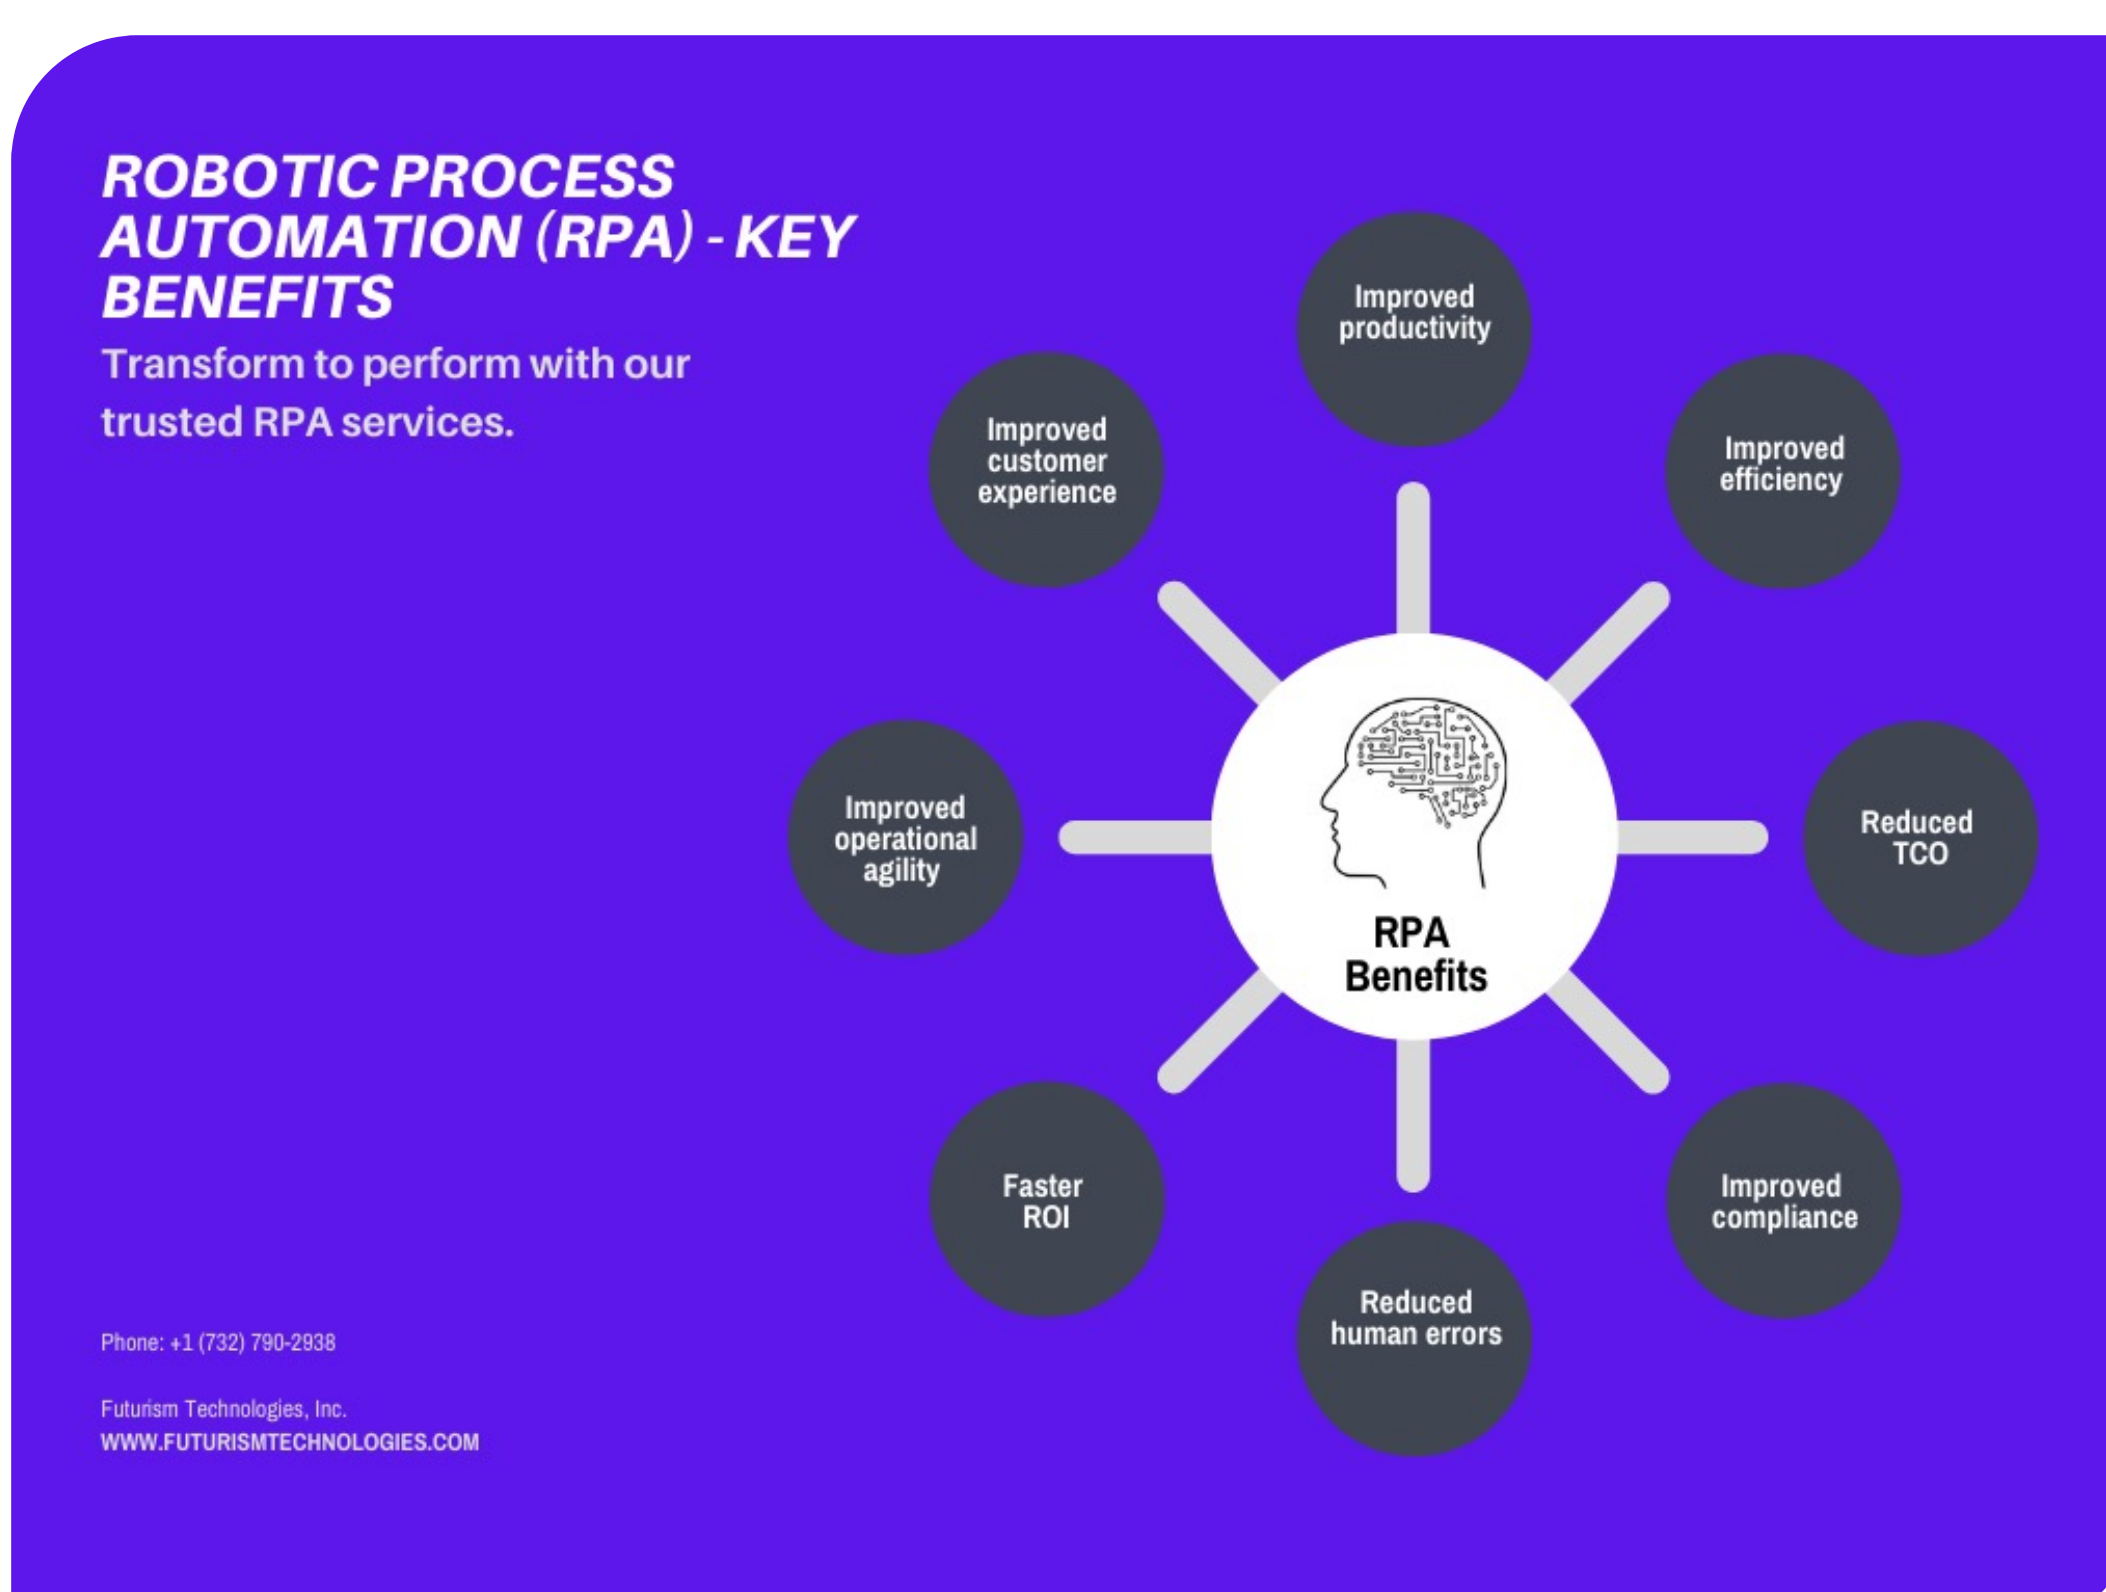 ROBOTIC PROCESS
AUTOMATION (RPA) - KEY
BENEFITS
Transform to perform with our
trusted RPA services.
Improved
productivity
Improved
efficiency
Reduced
TCO
Improved
compliance
Reduced
human errors
Faster
ROI
Improved
operational
agility
Improved
customer
experience
RPA
Benefits
Phone: +1 (732) 790-2938
Futurism Technologies, Inc.
WWW.FUTURISMTECHNOLOGIES.COM